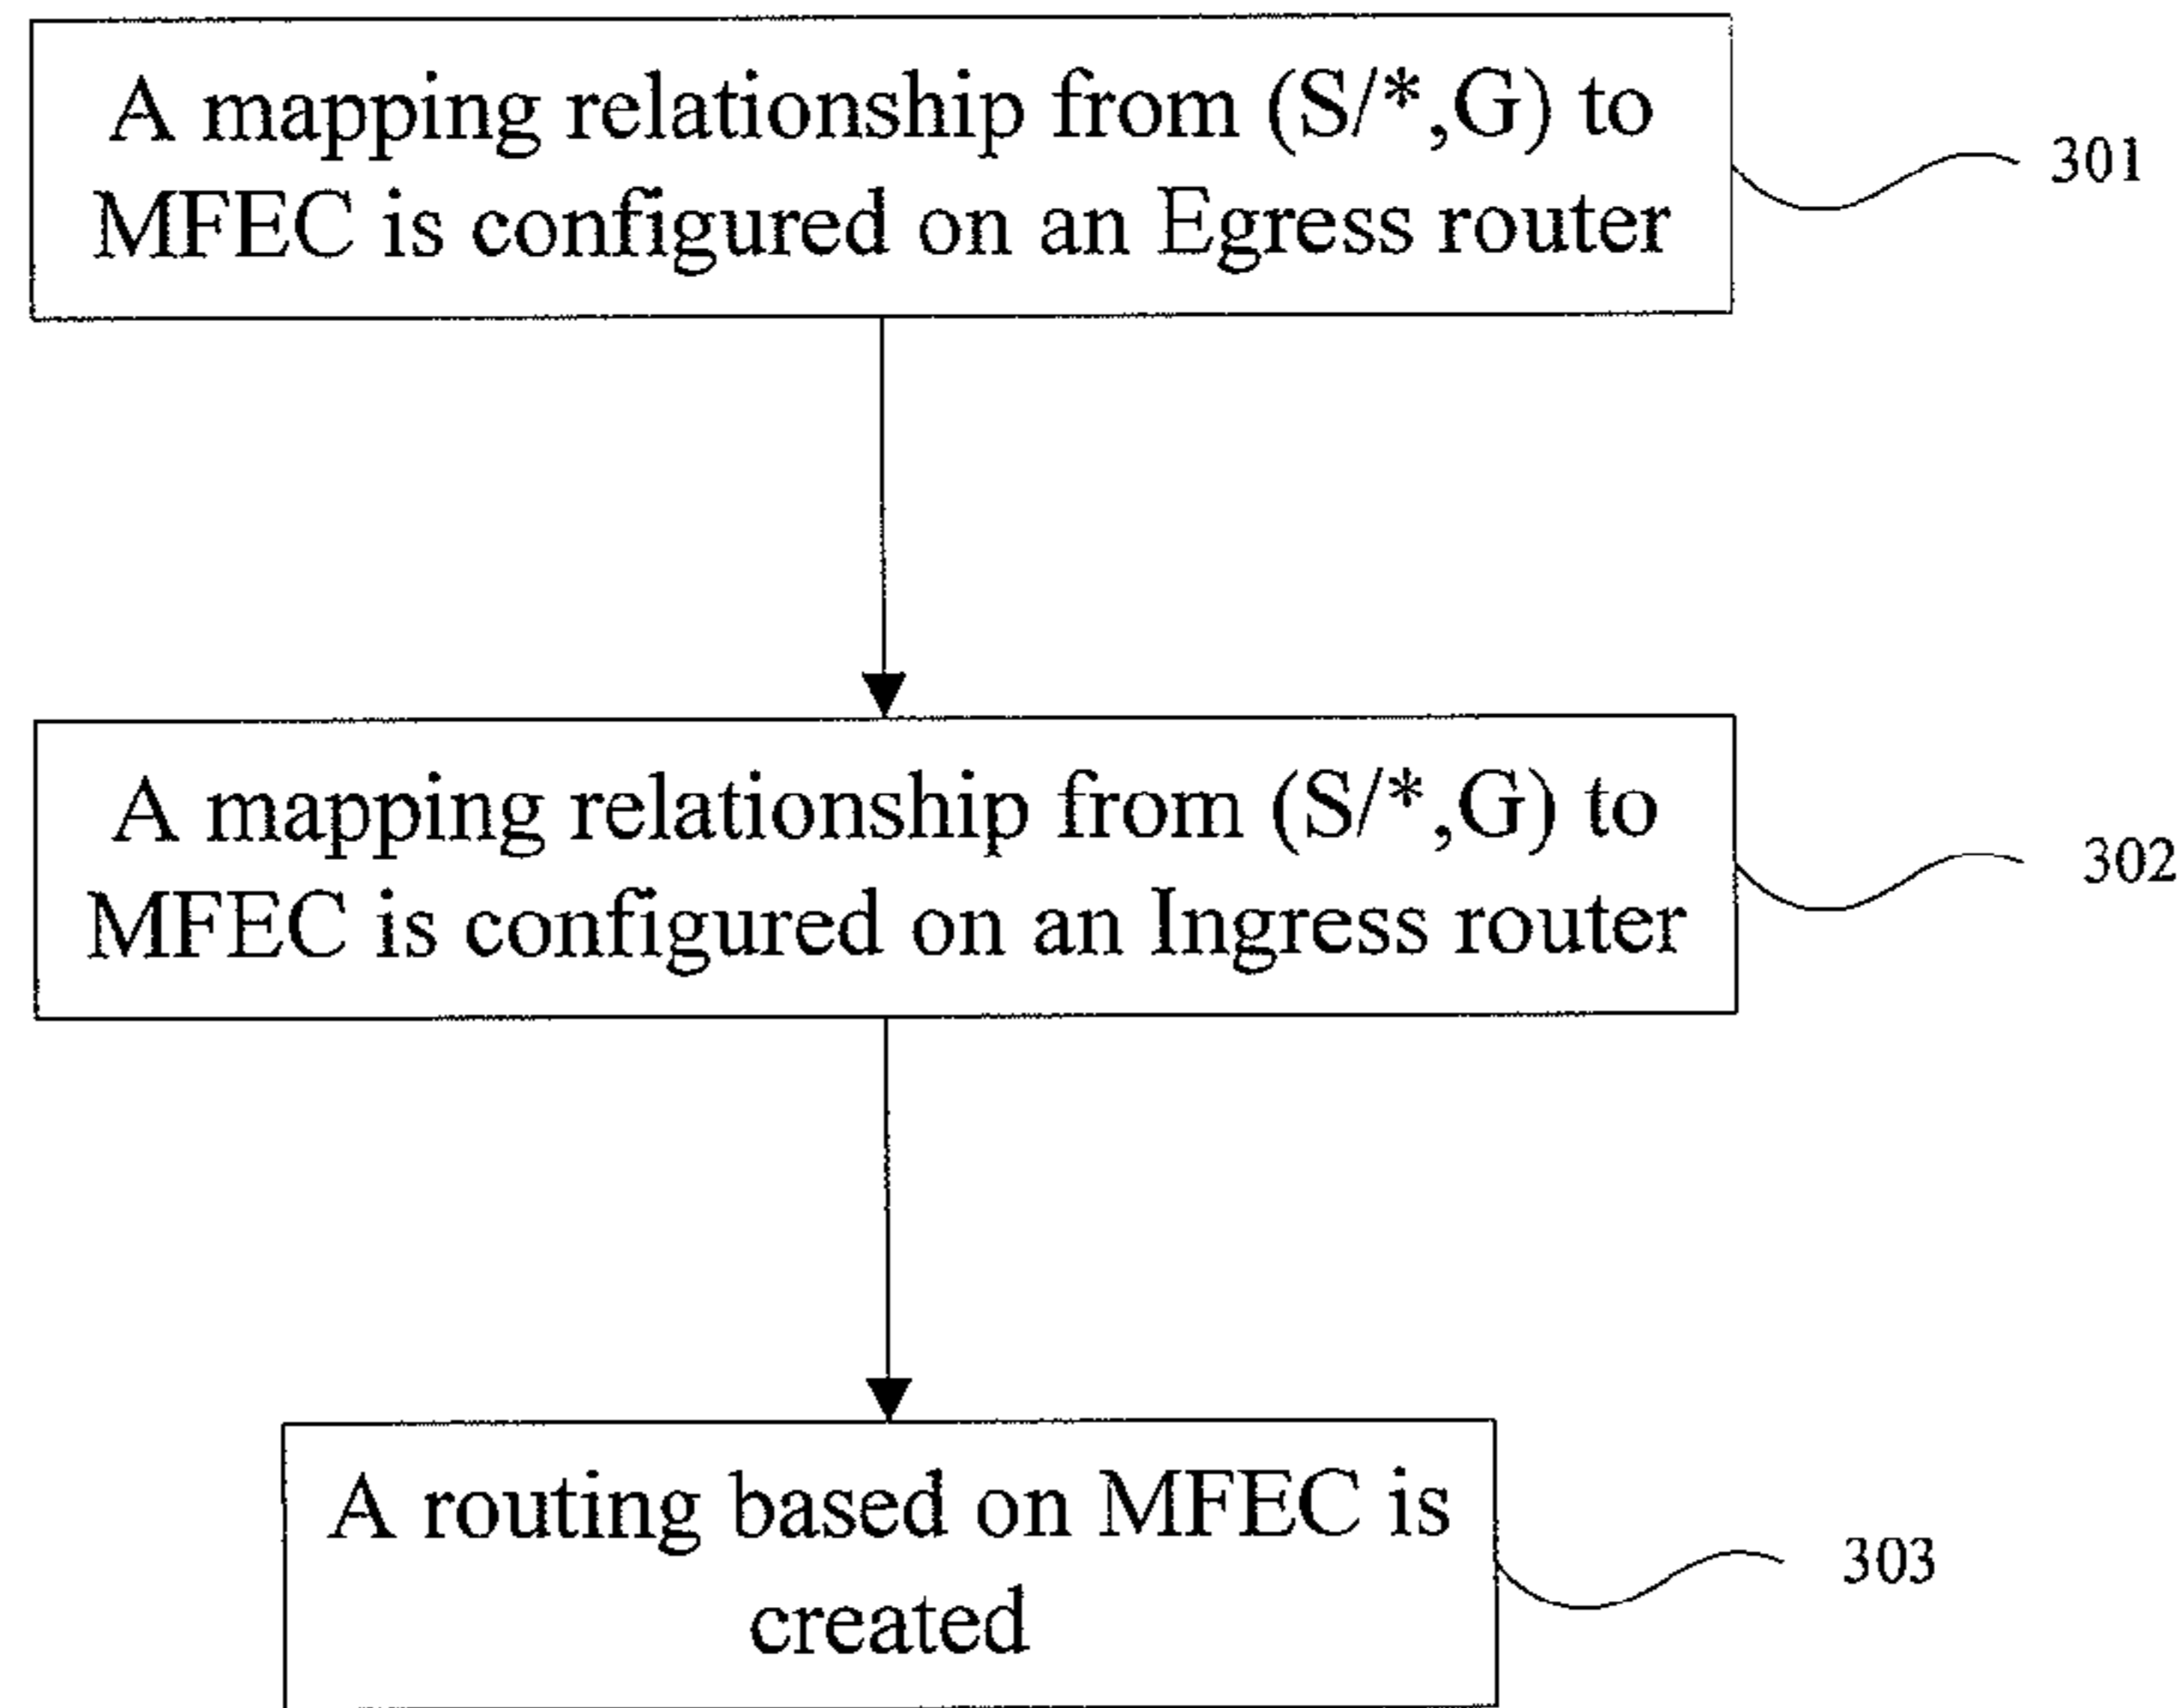 A mapping relationship from (S/*,G) to
MFEC is configured on an Egress router
301
A mapping relationship from (S/*,G) to
MFEC is configured on an Ingress router
302
A routing based on MFEC is
created
303